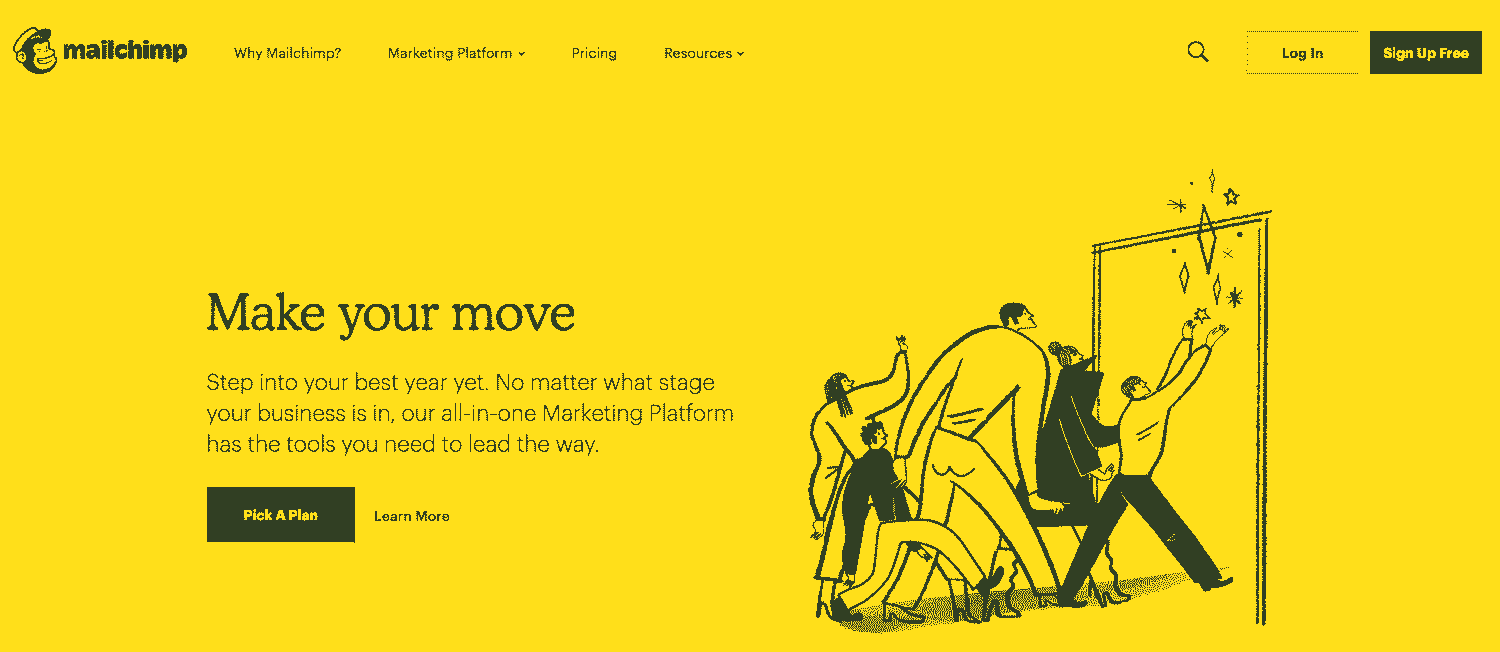 mailchimp
Why Mailchimp?
Marketing Platform
Pricing
Resources
Log In
Sign Up Free
Make your move
Step into your best year yet. No matter what stage
your business is in, our all-in-one Marketing Platform
has the tools you need to lead the way.
Pick A Plan
Learn More